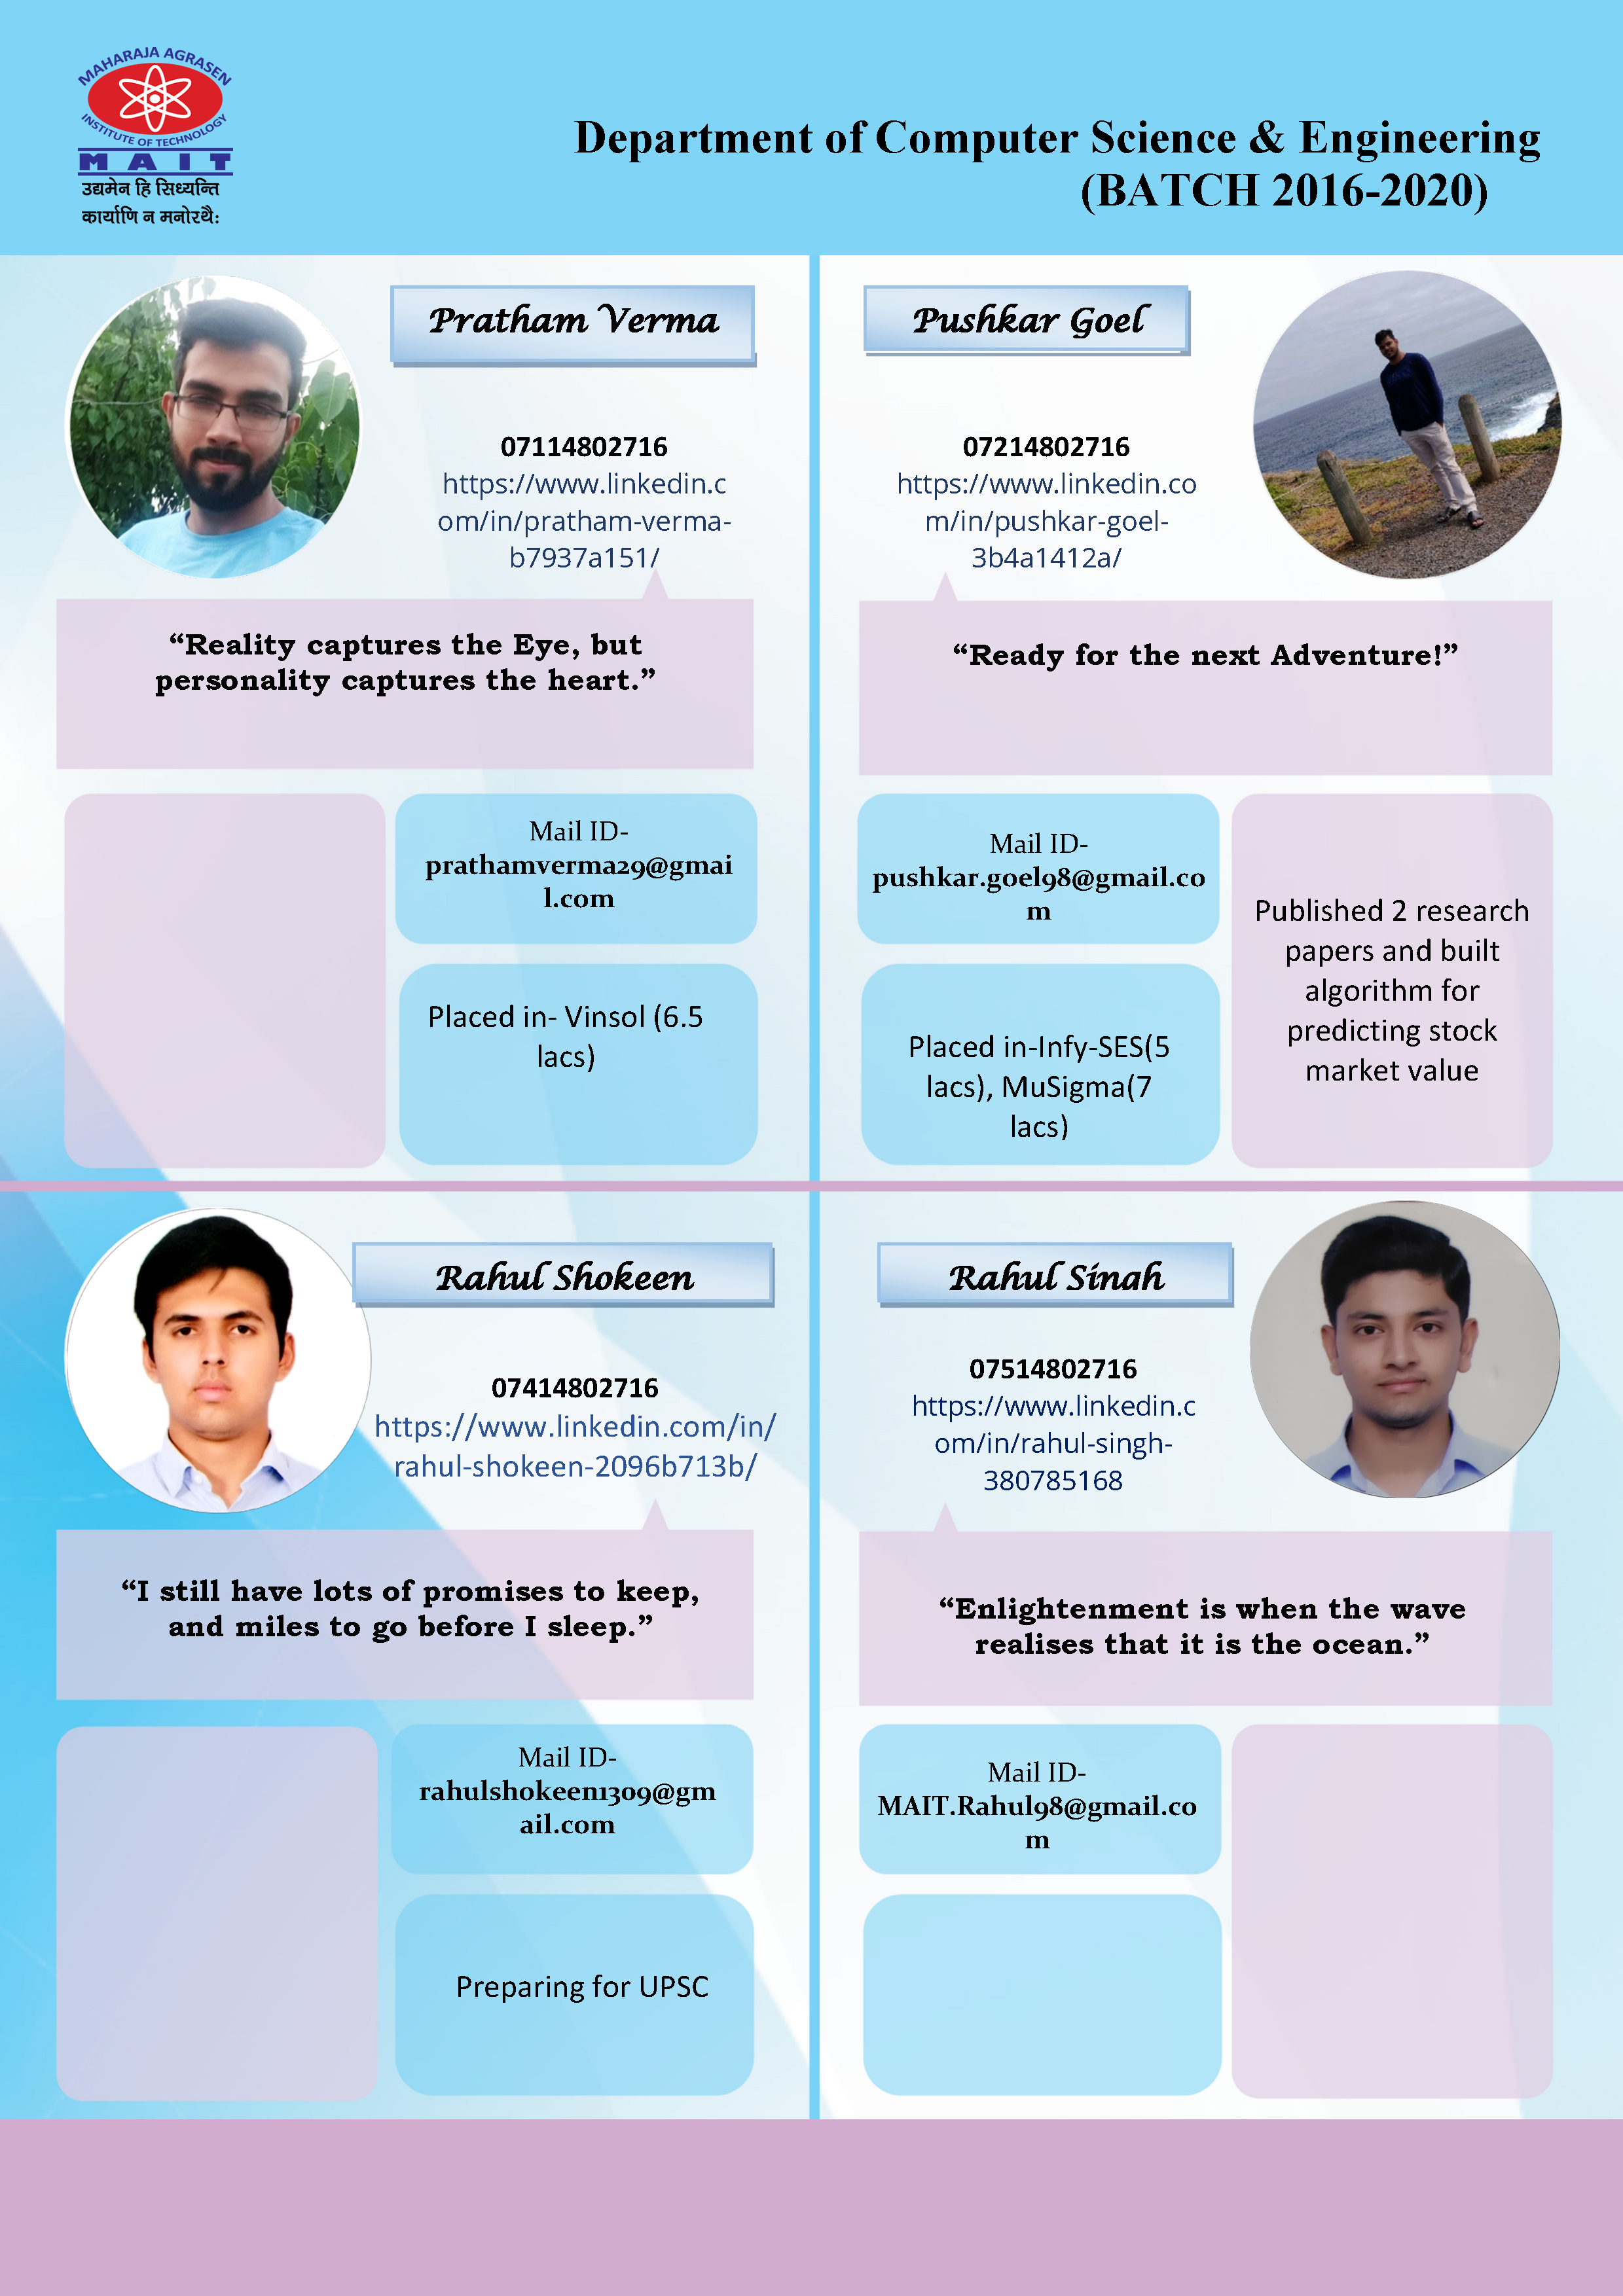 MAHARAJA AGRASEN
INSTITUTE OF TECHNOLOGY
MAIT
उद्यमेन हि सिध्यन्ति
कार्याणि न मनोरथै:
Department of Computer Science & Engineering
(BATCH 2016-2020)
Pratham Verma
07114802716
https://www.linkedin.c
om/in/pratham-verma-
b7937a151/
“Reality captures the Eye, but
personality captures the heart.”
Mail ID-
prathamverma29@gmai
l.com
Placed in- Vinsol (6.5
lacs)
Pushkar Goel
07214802716
https://www.linkedin.co
m/in/pushkar-goel-
3b4a1412a/
“Ready for the next Adventure!”
Mail ID-
pushkar.goel98@gmail.co
m
Placed in-Infy-SES(5
lacs), MuSigma(7
lacs)
Published 2 research
papers and built
algorithm for
predicting stock
market value
Rahul Shokeen
07414802716
https://www.linkedin.com/in/
rahul-shokeen-2096b713b/
“I still have lots of promises to keep,
and miles to go before I sleep.”
Mail ID-
rahulshokeen1309@gm
ail.com
Preparing for UPSC
Rahul Sinah
07514802716
https://www.linkedin.c
om/in/rahul-singh-
380785168
“Enlightenment is when the wave
realises that it is the ocean.”
Mail ID-
MAIT.Rahul98@gmail.co
m